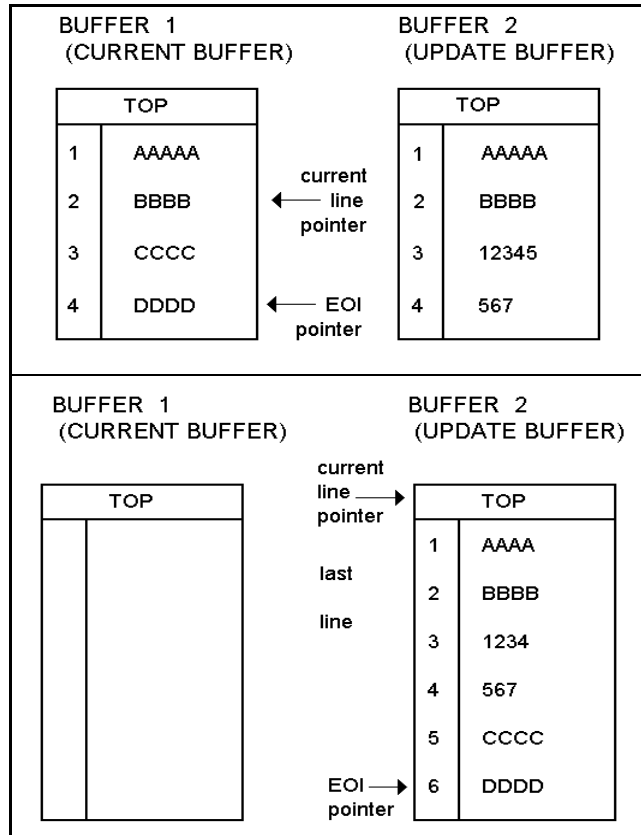 BUFFER 1
(CURRENT BUFFER)
TOP
1 AAAAA
2 BBBB
3 CCCC
4 DDDD
current
line
pointer
EOI
pointer
BUFFER 2
(UPDATE BUFFER)
TOP
1 AAAAA
2 BBBB
3 12345
4 567
BUFFER 1
(CURRENT BUFFER)
TOP
BUFFER 2
(UPDATE BUFFER)
current
line
pointer
last
line
EOI
pointer
TOP
1 AAAA
2 BBBB
3 1234
4 567
5 CCCC
6 DDDD